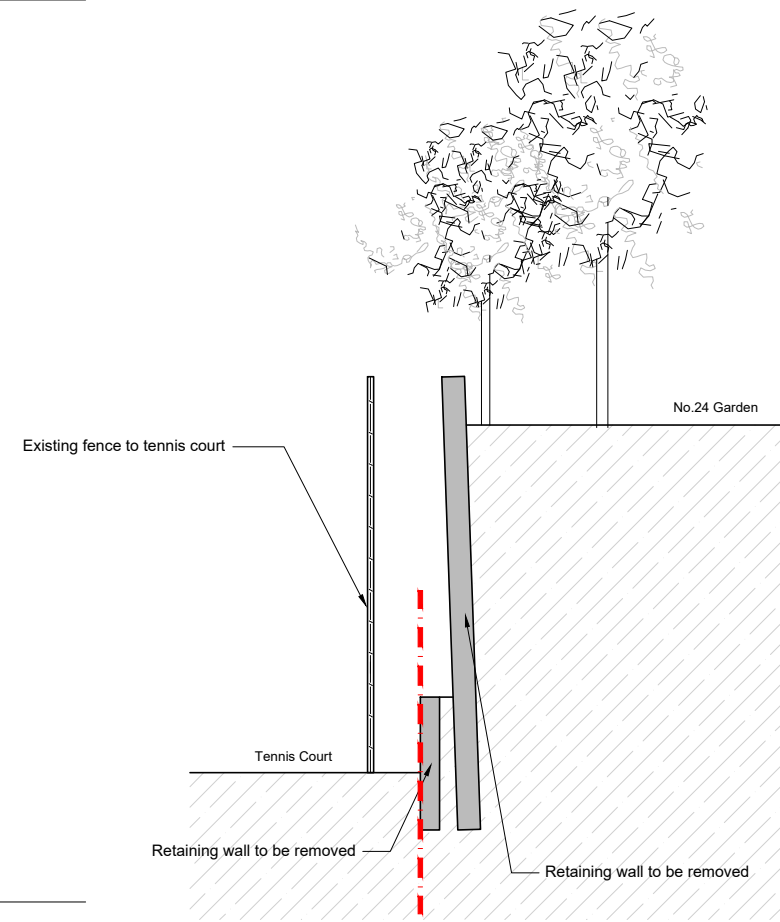 No.24 Garden
Existing fence to tennis court
Tennis Court
Retaining wall to be removed
Retaining wall to be removed